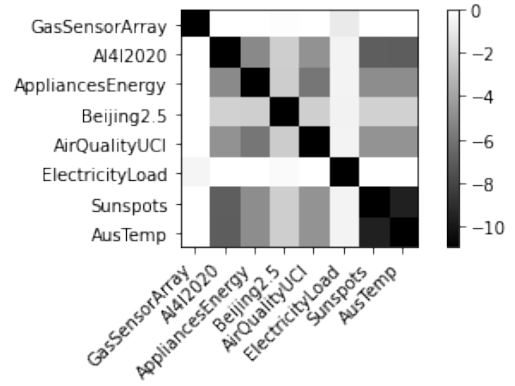 GasSensorArray
AI4I2020
AppliancesEnergy
Beijing2.5
AirQualityUCI
ElectricityLoad
Sunspots
AusTemp
GasSensorArray
AI4I2020
AppliancesEnergy
Beijing2.5
AirQualityUCI
ElectricityLoad
Sunspots
AusTemp
0
−2
−4
−6
−8
−10